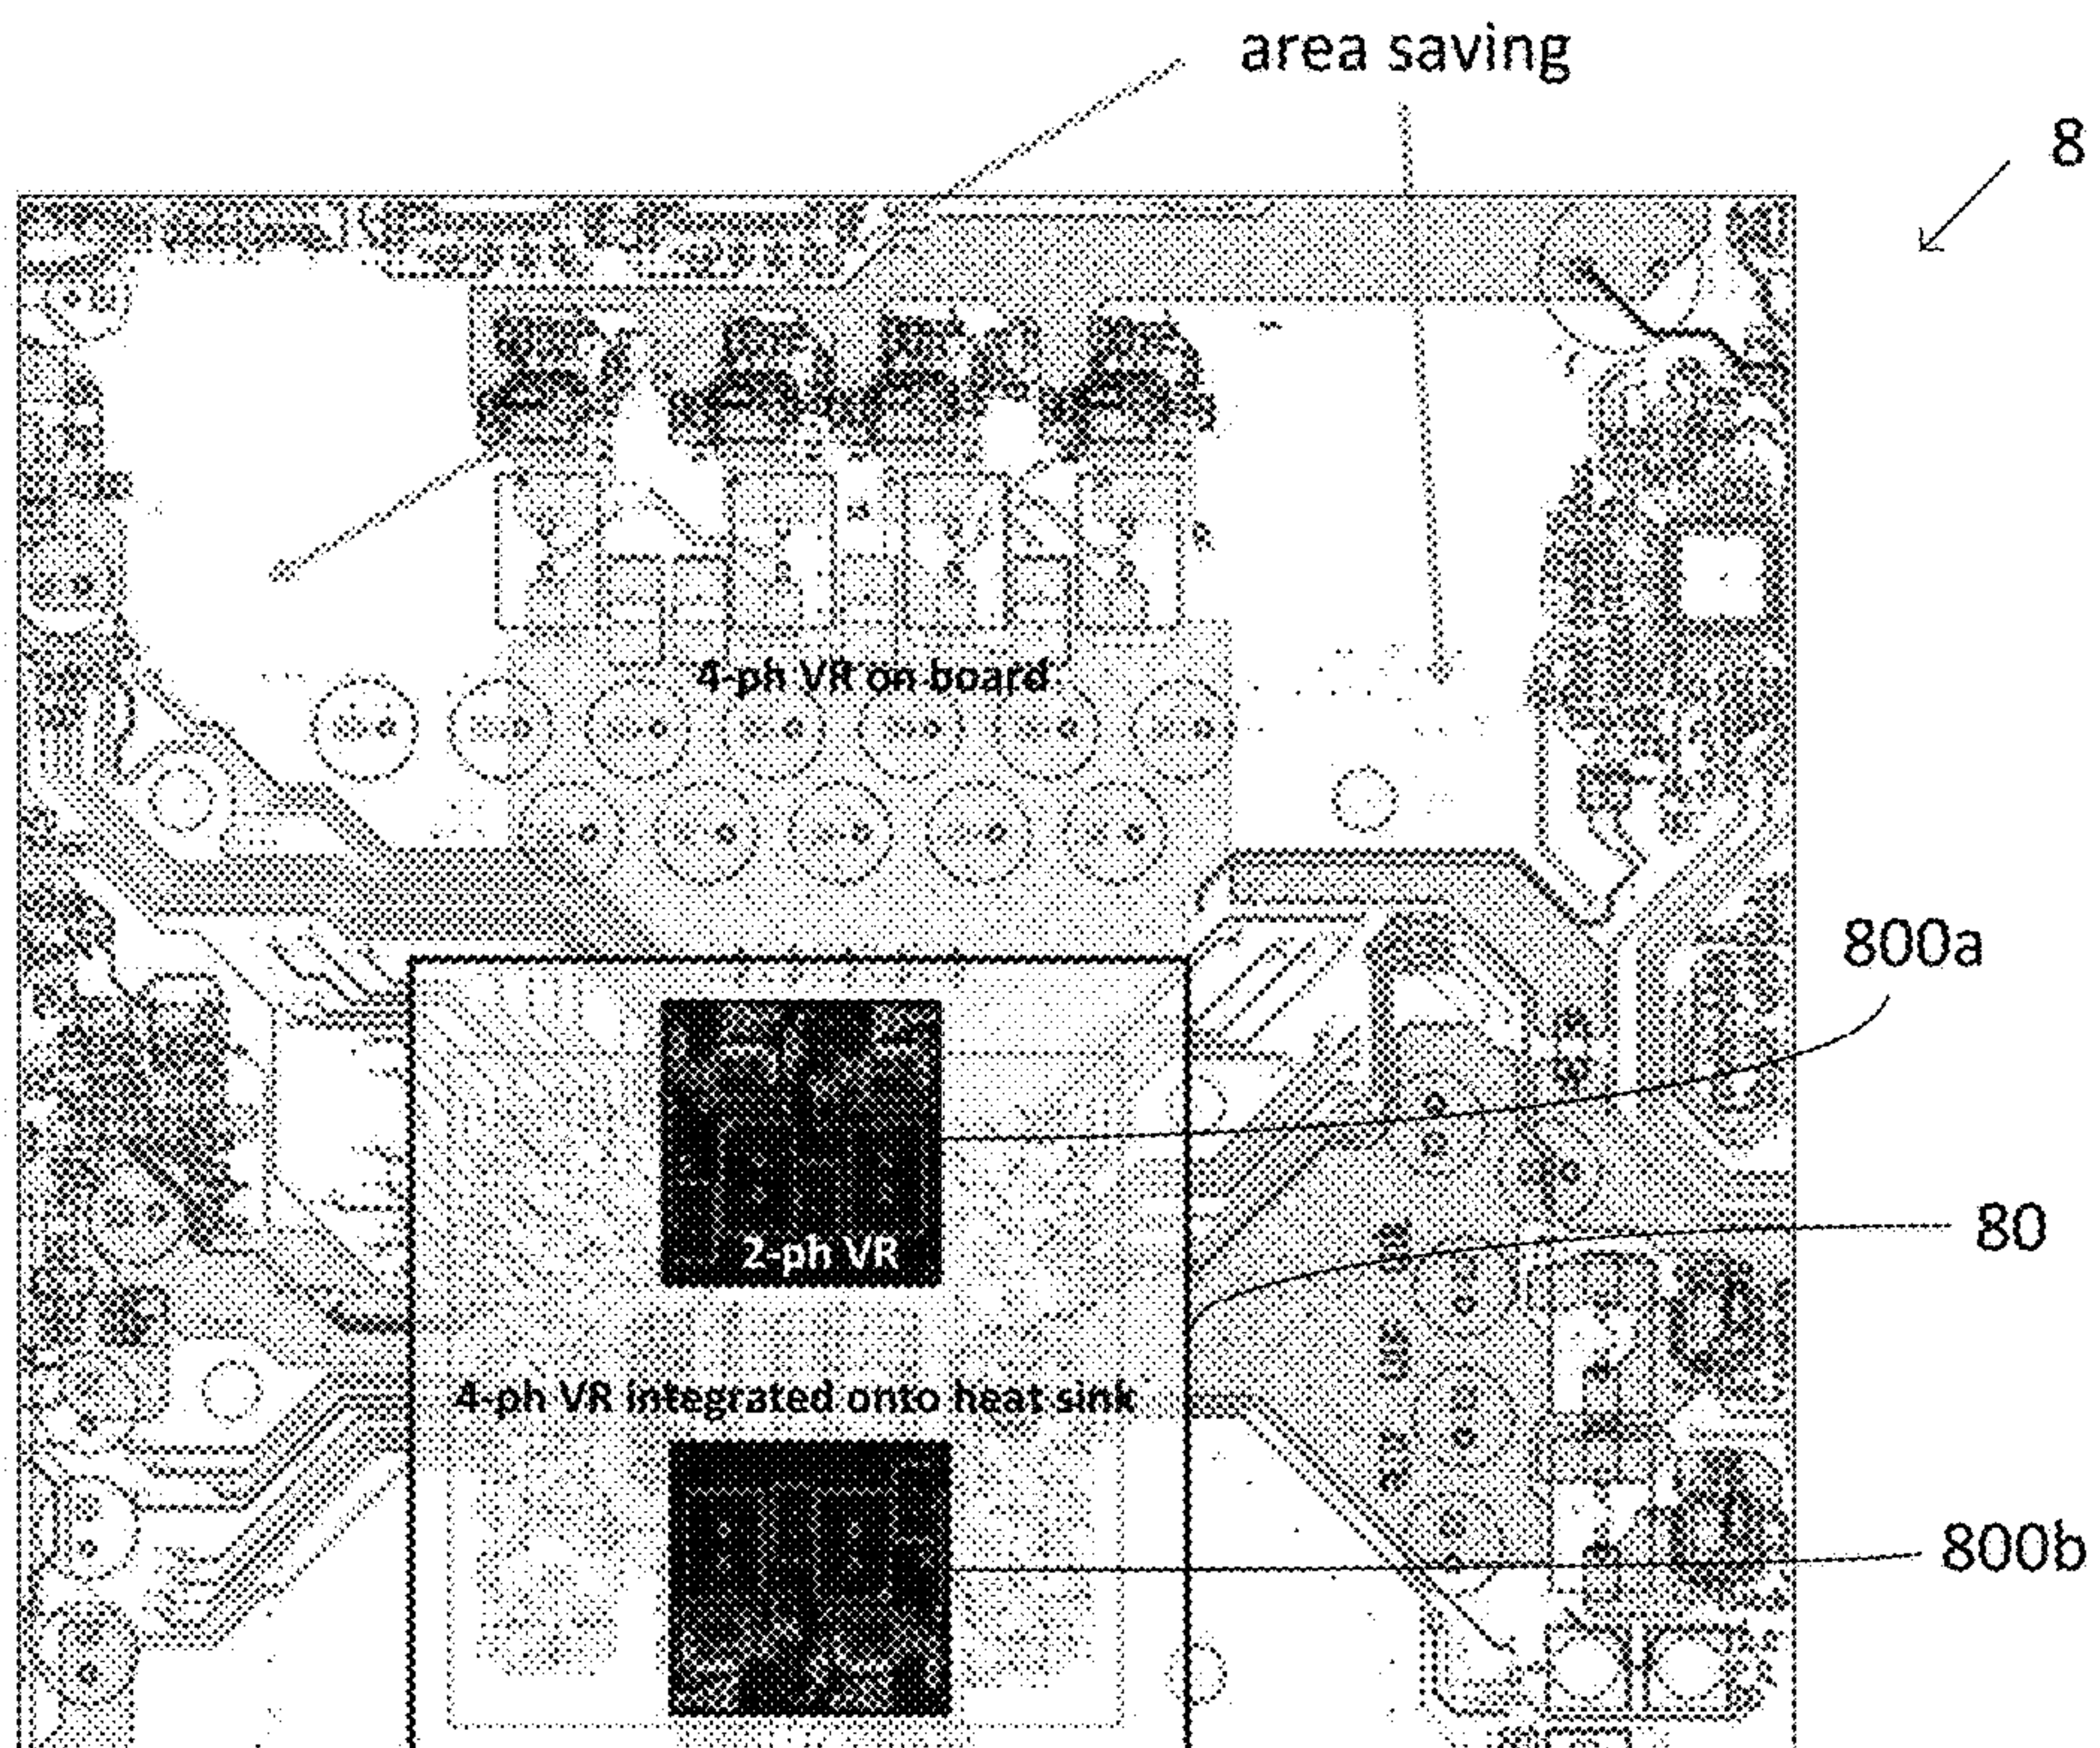 area saving
8
4-ph VR on board
800a
2-ph VR
80
4-ph VR integrated onto heat sink
800b